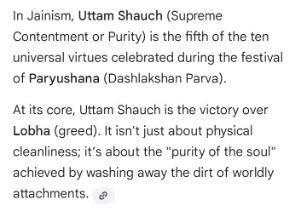 In Jainism, Uttam Shauch (Supreme
Contentment or Purity) is the fifth of the ten
universal virtues celebrated during the festival
of Paryushana (Dashlakshan Parva).
At its core, Uttam Shauch is the victory over
Lobha (greed). It isn't just about physical
cleanliness; it's about the "purity of the soul"
achieved by washing away the dirt of worldly
attachments.